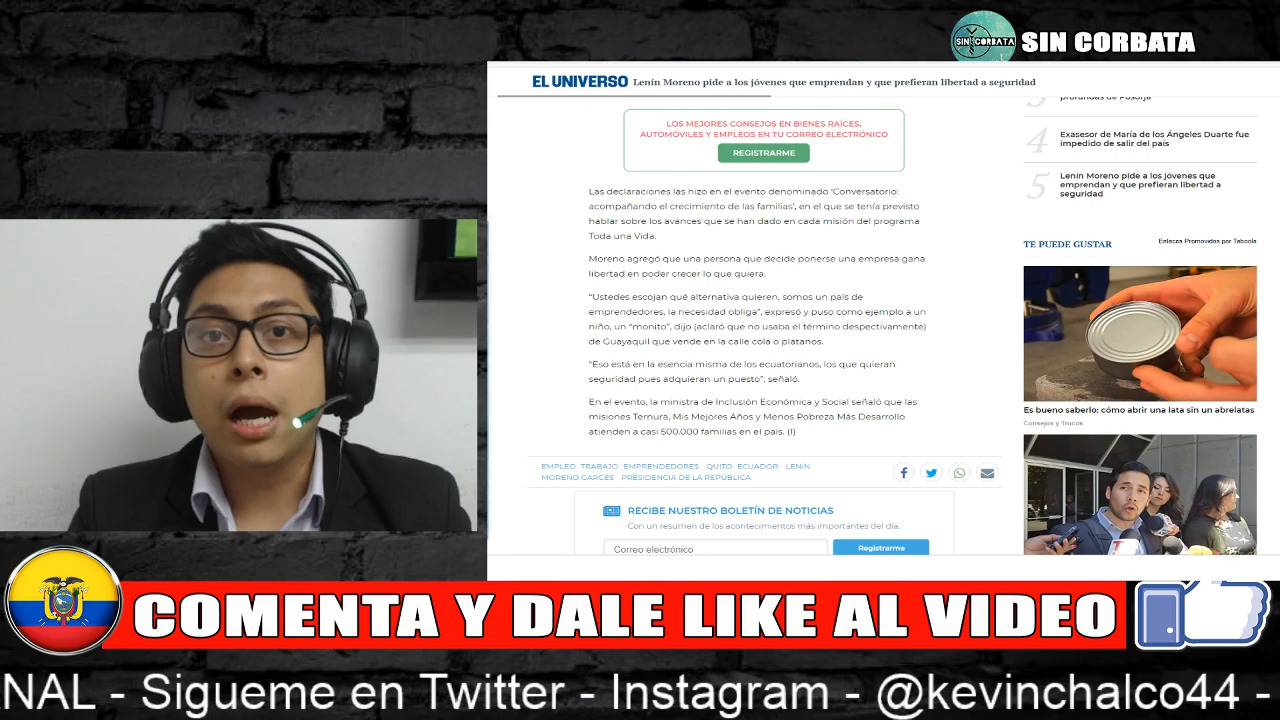 SIN CORBATA
SIN CORBATA
EL UNIVERSO Lenín Moreno pide a los jóvenes que emprendan y que prefieran libertad a seguridad
LOS MEJORES CONSEJOS EN BIENES RAÍCES,
AUTOMÓVILES Y EMPLEOS EN TU CORREO ELECTRÓNICO
REGISTRARME
Las declaraciones las hizo en el evento denominado ‘Conversatorio:
acompañando el crecimiento de las familias’, en el que se tenía previsto
hablar sobre los avances que se han dado en cada misión del programa
Toda una Vida.
Moreno agregó que una persona que decide ponerse una empresa gana
libertad en poder crecer lo que quiera.
“Ustedes escojan qué alternativa quieren, somos un país de
emprendedores, la necesidad obliga”, expresó y puso como ejemplo a un
niño, un “monito”, dijo (aclaró que no usaba el término despectivamente)
de Guayaquil que vende en la calle cola o plátanos.
“Eso está en la esencia misma de los ecuatorianos, los que quieran
seguridad pues adquieran un puesto”, señaló.
En el evento, la ministra de Inclusión Económica y Social señaló que las
misiones Ternura, Mis Mejores Años y Menos Pobreza Más Desarrollo
atienden a casi 500.000 familias en el país. (I)
EMPLEO TRABAJO EMPRENDEDORES QUITO ECUADOR LENÍN
MORENO GARCÉS PRESIDENCIA DE LA REPÚBLICA
RECIBE NUESTRO BOLETÍN DE NOTICIAS
Con un resumen de los acontecimientos más importantes del día.
Correo electrónico
Registrarme
profundas de Posorja
4
Exasesor de María de los Ángeles Duarte fue
impedido de salir del país
5
Lenín Moreno pide a los jóvenes que
emprendan y que prefieran libertad a
seguridad
TE PUEDE GUSTAR
Enlaces Promovidos por Taboola
Es bueno saberlo: cómo abrir una lata sin un abrelatas
Consejos y Trucos
COMENTA Y DALE LIKE AL VIDEO
NAL - Sigueme en Twitter - Instagram - @kevinchalco44 -